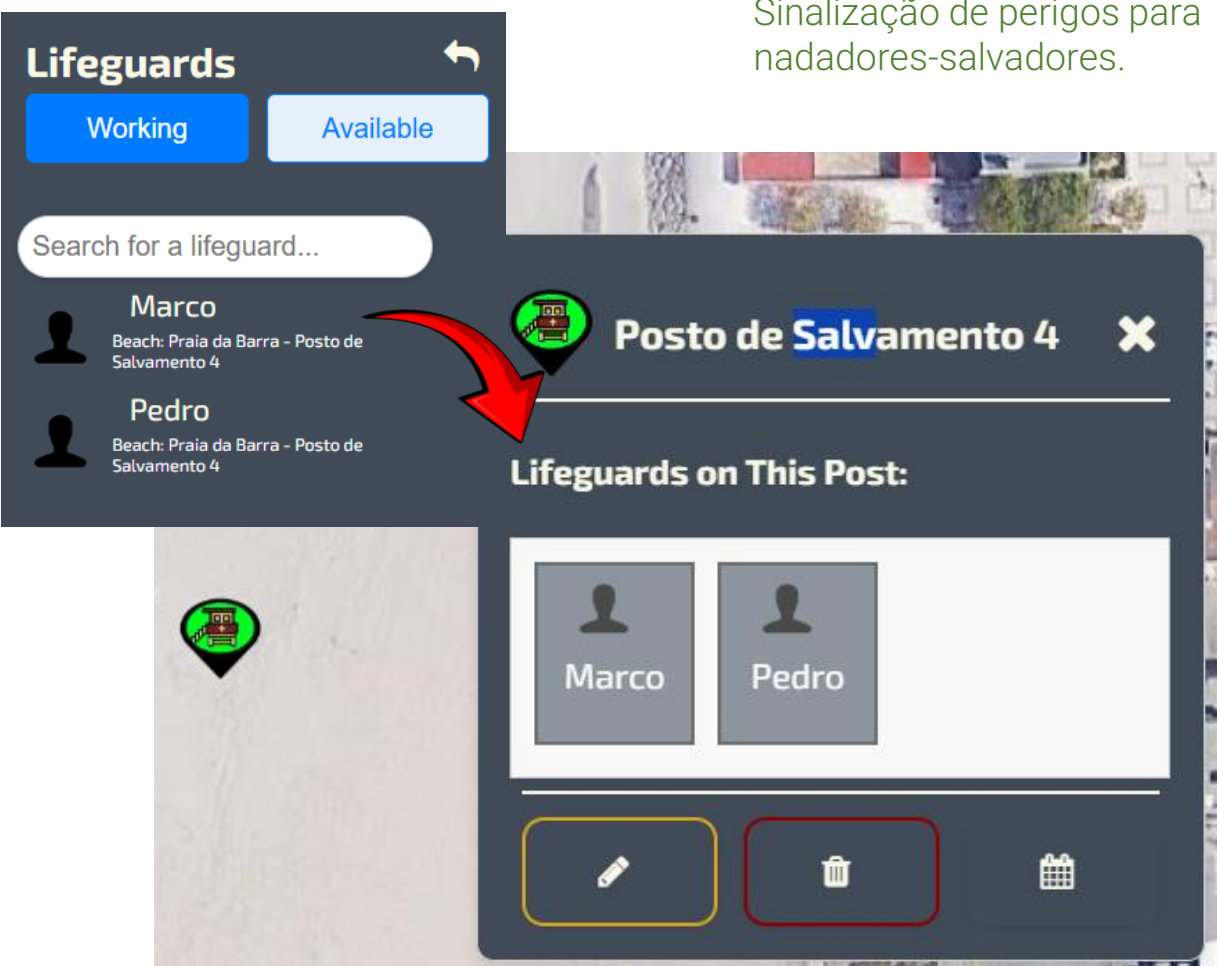 Sinalização de perigos para
nadadores-salvadores.
Lifeguards
Working
Available
Search for a lifeguard...
Marco
Beach: Praia da Barra - Posto de
Salvamento 4
Pedro
Beach: Praia da Barra - Posto de
Salvamento 4
Posto de Salvamento 4
Lifeguards on This Post:
Marco
Pedro